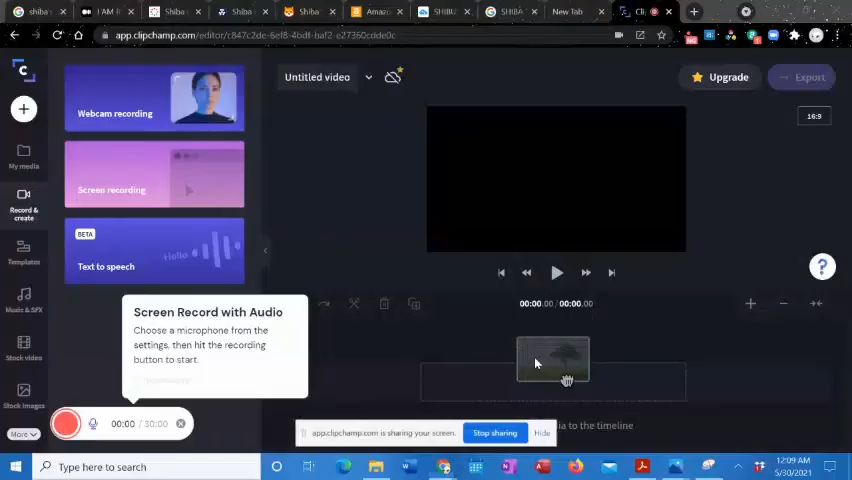 shiba
I AM R
Shiba
Shiba
Shiba
Amazo
SHIBU
SHIBA
New Tab
Cli
app.clipchamp.com/editor/c847c2de-6ef8-4bdf-baf2-e27360cdde0c
Untitled video
Upgrade
Export
16:9
Webcam recording
My media
Screen recording
Record &
create
BETA
Hello
Text to speech
Templates
Music & SFX
00:00.00 / 00:00.00
Screen Record with Audio
Choose a microphone from the
settings, then hit the recording
button to start.
Stock video
Stock images
00:00 / 30:00
More
app.clipchamp.com is sharing your screen.
Stop sharing
Hide
ia to the timeline
Type here to search
12:09 AM
5/30/2021